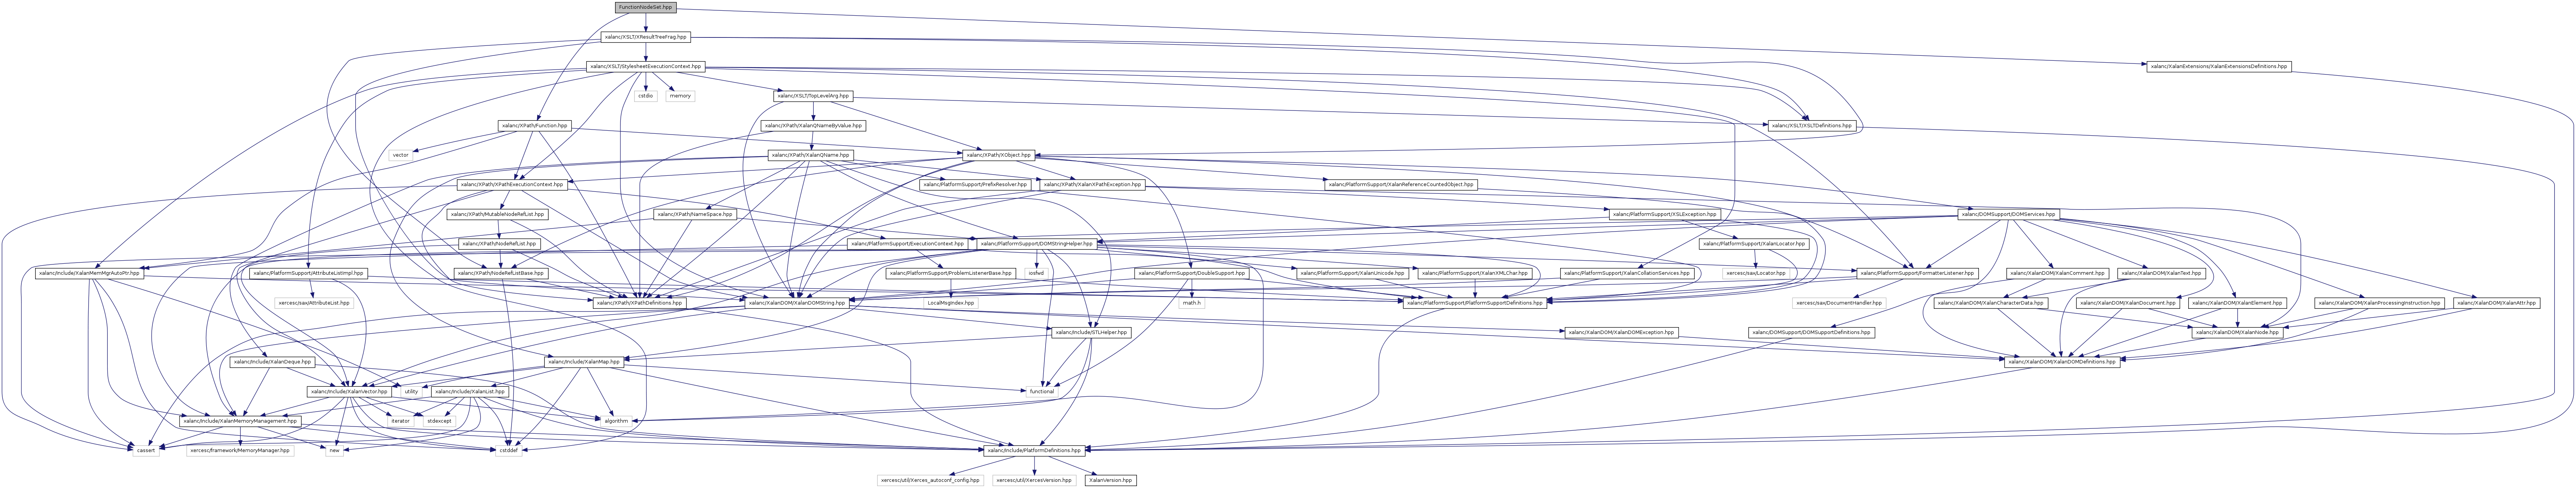 FunctionNodeSet.hpp
xalanc/XSLT/XResultTreeFrag.hpp
xalanc/XSLT/StylesheetExecutionContext.hpp
xalanc/XalanExtensions/XalanExtensionsDefinitions.hpp
cstdio
memory
xalanc/XSLT/TopLevelArg.hpp
xalanc/XPath/Function.hpp
xalanc/XPath/XalanQNameByValue.hpp
xalanc/XSLT/XSLTDefinitions.hpp
vector
xalanc/XPath/XalanQName.hpp
xalanc/XPath/XObject.hpp
xalanc/XPath/XPathExecutionContext.hpp
xalanc/PlatformSupport/PrefixResolver.hpp
xalanc/XPath/XalanXPathException.hpp
xalanc/PlatformSupport/XalanReferenceCountedObject.hpp
xalanc/XPath/MutableNodeRefList.hpp
xalanc/XPath/NameSpace.hpp
xalanc/PlatformSupport/XSLException.hpp
xalanc/DOMSupport/DOMServices.hpp
xalanc/XPath/NodeRefList.hpp
xalanc/PlatformSupport/ExecutionContext.hpp
xalanc/PlatformSupport/DOMStringHelper.hpp
xalanc/PlatformSupport/XalanLocator.hpp
xalanc/Include/XalanMemMgrAutoPtr.hpp
xalanc/PlatformSupport/AttributeListImpl.hpp
xalanc/XPath/NodeRefListBase.hpp
xalanc/PlatformSupport/ProblemListenerBase.hpp
iosfwd
xalanc/PlatformSupport/DoubleSupport.hpp
xalanc/PlatformSupport/XalanUnicode.hpp
xalanc/PlatformSupport/XalanXMLChar.hpp
xalanc/PlatformSupport/XalanCollationServices.hpp
xercesc/sax/Locator.hpp
xalanc/PlatformSupport/FormatterListener.hpp
xalanc/XalanDOM/XalanComment.hpp
xalanc/XalanDOM/XalanText.hpp
xercesc/sax/AttributeList.hpp
xalanc/XPath/XPathDefinitions.hpp
xalanc/XalanDOM/XalanDOMString.hpp
LocalMsgIndex.hpp
math.h
xalanc/PlatformSupport/PlatformSupportDefinitions.hpp
xercesc/sax/DocumentHandler.hpp
xalanc/XalanDOM/XalanCharacterData.hpp
xalanc/XalanDOM/XalanDocument.hpp
xalanc/XalanDOM/XalanElement.hpp
xalanc/XalanDOM/XalanProcessingInstruction.hpp
xalanc/XalanDOM/XalanAttr.hpp
xalanc/Include/STLHelper.hpp
xalanc/XalanDOM/XalanDOMException.hpp
xalanc/DOMSupport/DOMSupportDefinitions.hpp
xalanc/XalanDOM/XalanNode.hpp
xalanc/Include/XalanDeque.hpp
xalanc/Include/XalanMap.hpp
xalanc/XalanDOM/XalanDOMDefinitions.hpp
xalanc/Include/XalanVector.hpp
utility
xalanc/Include/XalanList.hpp
functional
xalanc/Include/XalanMemoryManagement.hpp
iterator
stdexcept
algorithm
cassert
xercesc/framework/MemoryManager.hpp
new
cstddef
xalanc/Include/PlatformDefinitions.hpp
xercesc/util/Xerces_autoconf_config.hpp
xercesc/util/XercesVersion.hpp
XalanVersion.hpp